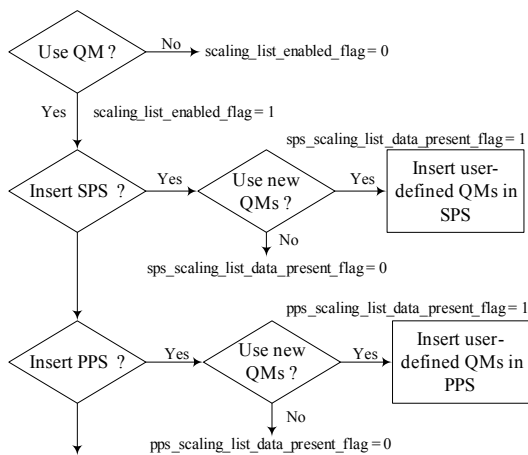 Use QM ?
No
scaling_list_enabled_flag = 0
Yes
scaling_list_enabled_flag = 1
sps_scaling_list_data_present_flag = 1
Insert SPS ?
Yes
Use new
QMs ?
Yes
Insert user-
defined QMs in
SPS
No
sps_scaling_list_data_present_flag = 0
pps_scaling_list_data_present_flag = 1
Insert PPS ?
Yes
Use new
QMs ?
Yes
Insert user-
defined QMs in
PPS
No
pps_scaling_list_data_present_flag = 0